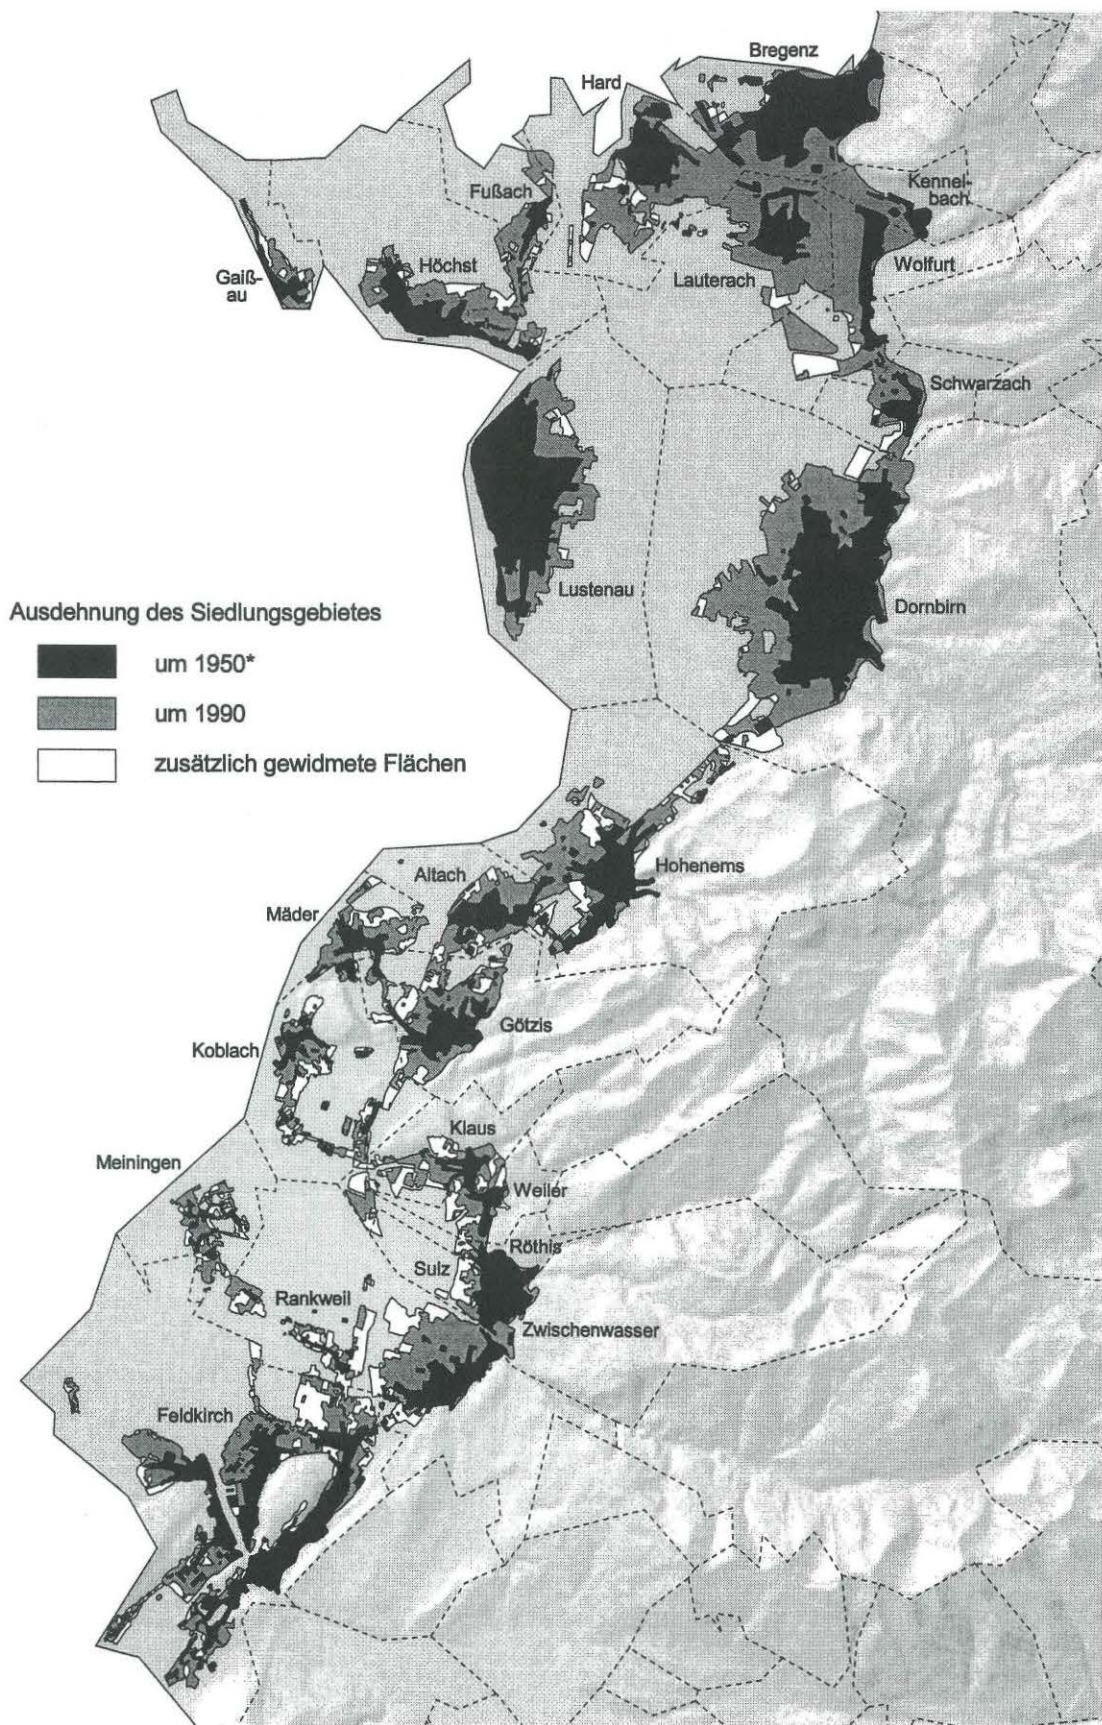 Bregenz
Hard
Kennel-
bach
Fußach
Wolfurt
Höchst
Gaiß-
au
Lauterach
Schwarzach
Lustenau
Dornbirn
Ausdehnung des Siedlungsgebietes
um 1950*
um 1990
zusätzlich gewidmete Flächen
Hohenems
Altach
Mäder
Götzis
Koblach
Klaus
Meiningen
Weiler
Röthis
Sulz
Rankweil
Zwischenwasser
Feldkirch